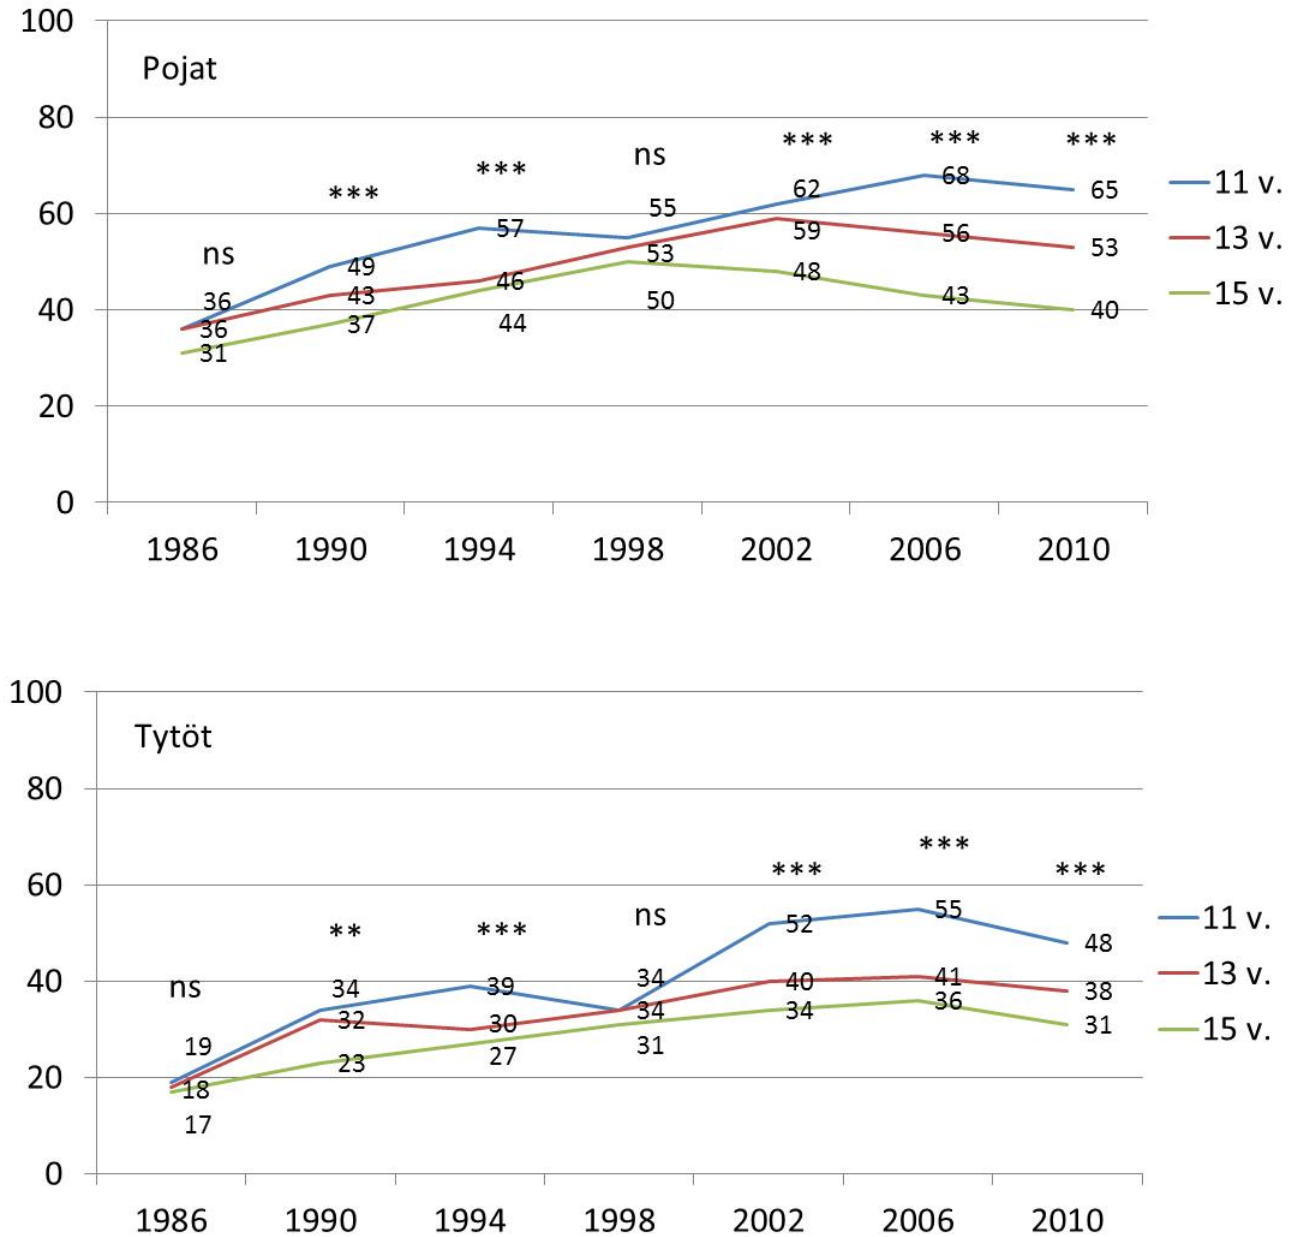 100
Pojat
80
*** *** ***
*** ns
***
68
62 65
60 55
57 59 56
ns 53 53
49 48
46
36 43 50 43
40 44 40
36 37
31
20
0
1986 1990 1994 1998 2002 2006 2010
11 v.
13 v.
15 v.
100
Tytöt
80
***
*** ***
60
ns 55
** *** 52
48
40 ns 34 39 34 40 41 38
32 30 34 34 36
19 23 27 31 31
20 18
17
0
1986 1990 1994 1998 2002 2006 2010
11 v.
13 v.
15 v.